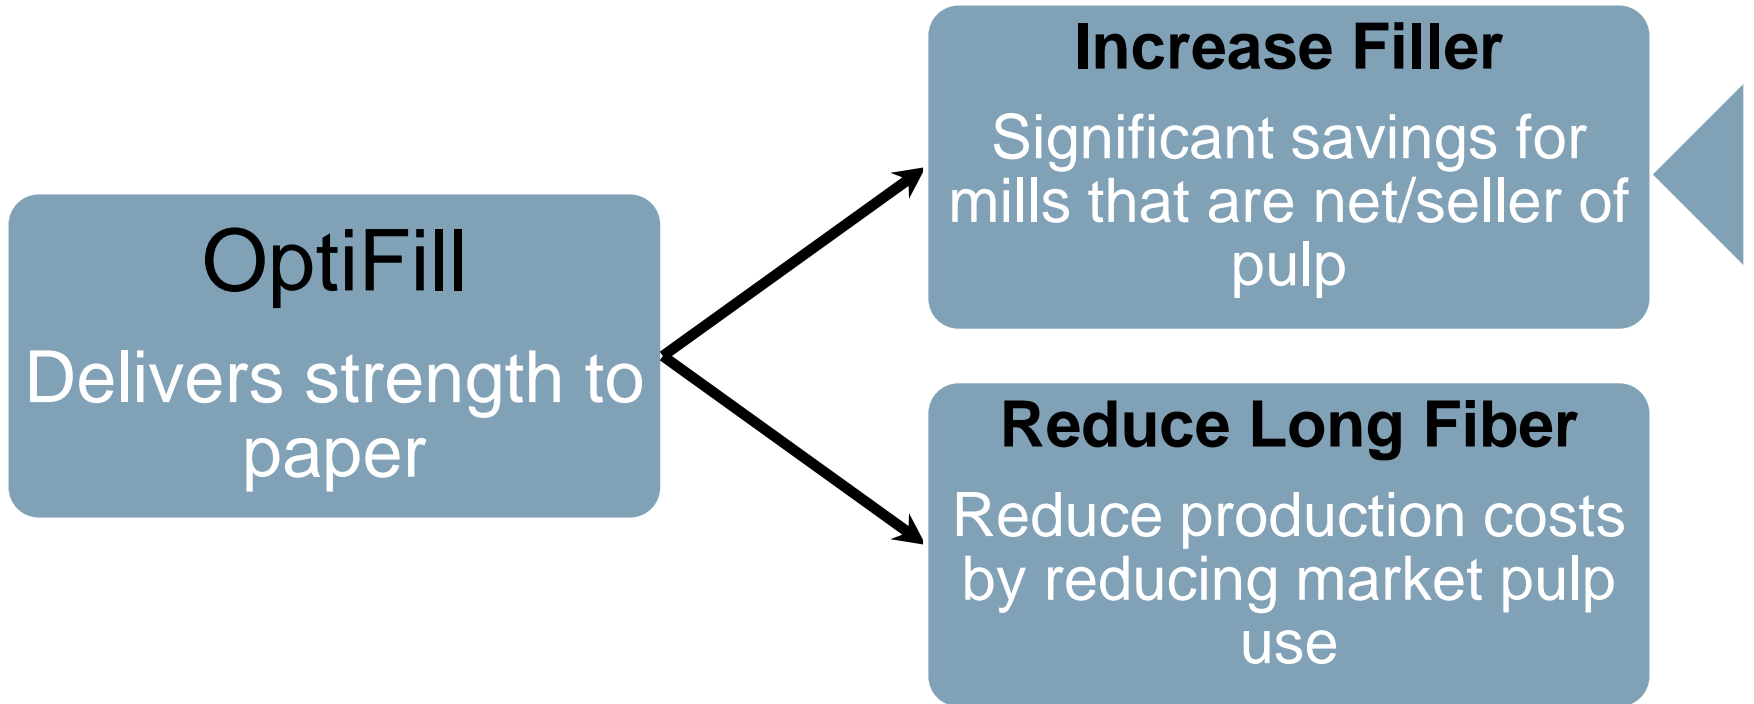 OptiFill
Delivers strength to
paper
Increase Filler
Significant savings for
mills that are net/seller of
pulp
Reduce Long Fiber
Reduce production costs
by reducing market pulp
use